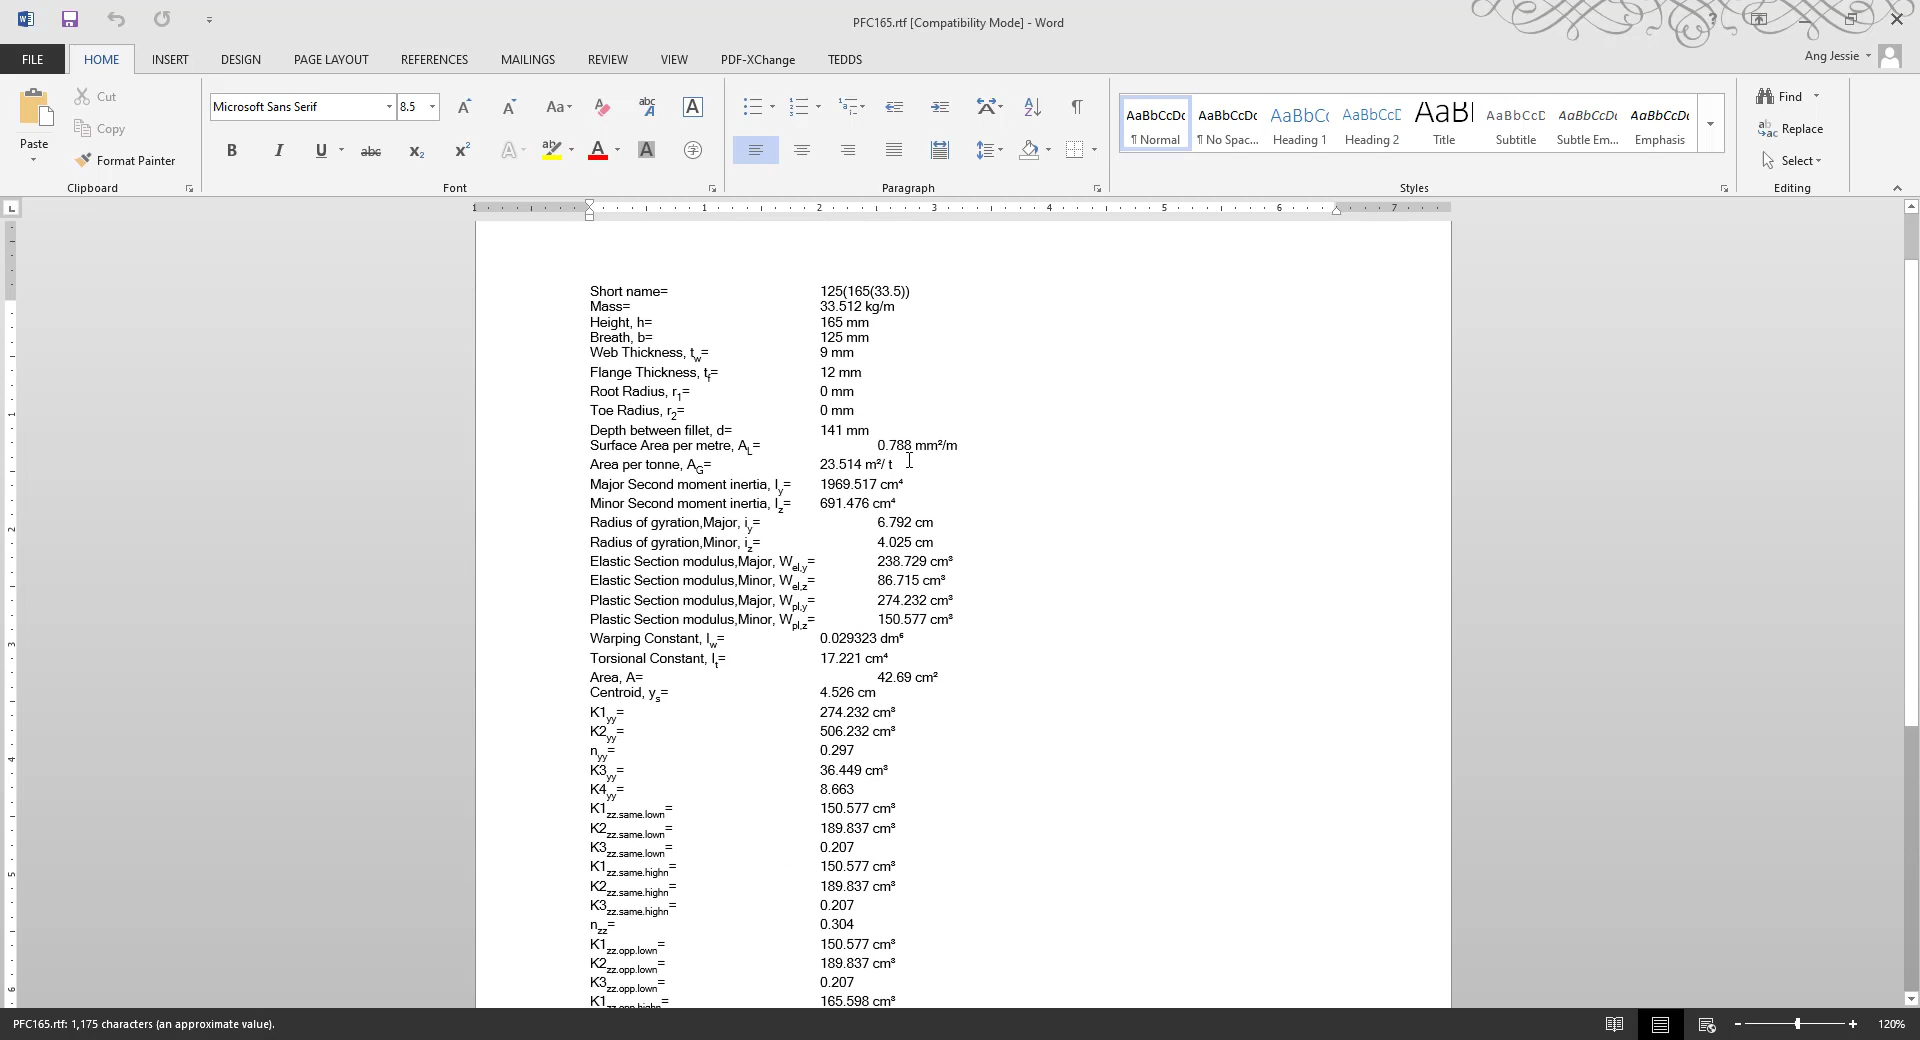 PFC165.rtf [Compatibility Mode] - Word
FILE HOME INSERT DESIGN PAGE LAYOUT REFERENCES MAILINGS REVIEW VIEW PDF-XChange TEDDS
Ang Jessie
Paste
Cut
Copy
Format Painter
Clipboard
Microsoft Sans Serif 8.5
Font
Paragraph
AaBbCcDc AaBbCcDc AaBbCc AaBbCcD AaBl AaBbCcD AaBbCcDc AaBbCcDc
¶ Normal ¶ No Spac... Heading 1 Heading 2 Title Subtitle Subtle Em... Emphasis
Styles
Find
Replace
Select
Editing
1 1 2 3 4 5 6 7
Short name= 125(165(33.5))
Mass= 33.512 kg/m
Height, h= 165 mm
Breath, b= 125 mm
Web Thickness, tw= 9 mm
Flange Thickness, tf= 12 mm
Root Radius, r1= 0 mm
Toe Radius, r2= 0 mm
Depth between fillet, d= 141 mm
Surface Area per metre, AL= 0.788 mm²/m
Area per tonne, AG= 23.514 m²/ t
Major Second moment inertia, Iy= 1969.517 cm⁴
Minor Second moment inertia, Iz= 691.476 cm⁴
Radius of gyration,Major, iy= 6.792 cm
Radius of gyration,Minor, iz= 4.025 cm
Elastic Section modulus,Major, Wel,y= 238.729 cm³
Elastic Section modulus,Minor, Wel,z= 86.715 cm³
Plastic Section modulus,Major, Wpl,y= 274.232 cm³
Plastic Section modulus,Minor, Wpl,z= 150.577 cm³
Warping Constant, Iw= 0.029323 dm⁶
Torsional Constant, It= 17.221 cm⁴
Area, A= 42.69 cm²
Centroid, ys= 4.526 cm
K1yy= 274.232 cm³
K2yy= 506.232 cm³
nyy= 0.297
K3yy= 36.449 cm³
K4yy= 8.663
K1zz.same.lown= 150.577 cm³
K2zz.same.lown= 189.837 cm³
K3zz.same.lown= 0.207
K1zz.same.highn= 150.577 cm³
K2zz.same.highn= 189.837 cm³
K3zz.same.highn= 0.207
nzz= 0.304
K1zz.opp.lown= 150.577 cm³
K2zz.opp.lown= 189.837 cm³
K3zz.opp.lown= 0.207
K1zz.opp.highn= 165.598 cm³
PFC165.rtf: 1,175 characters (an approximate value).
120%